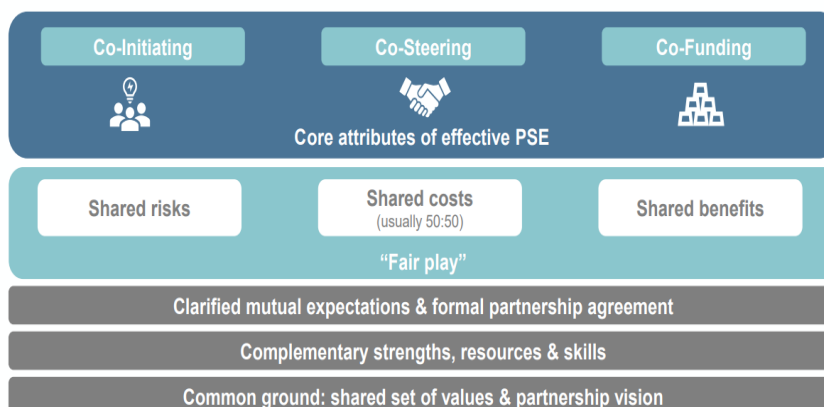 Co-Initiating
Co-Steering
Co-Funding
Core attributes of effective PSE
Shared risks
Shared costs
(usually 50:50)
Shared benefits
“Fair play”
Clarified mutual expectations & formal partnership agreement
Complementary strengths, resources & skills
Common ground: shared set of values & partnership vision